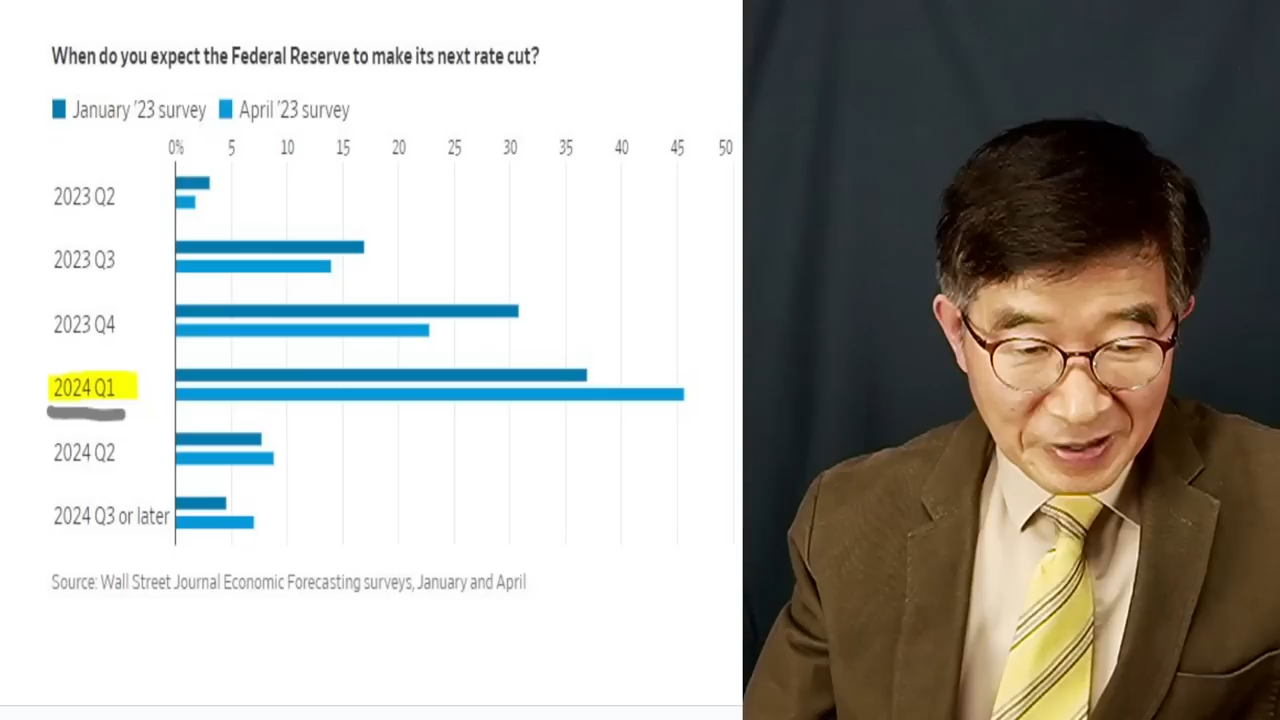 When do you expect the Federal Reserve to make its next rate cut?
January '23 survey April '23 survey
0% 5 10 15 20 25 30 35 40 45 50
2023 Q2
2023 Q3
2023 Q4
2024 Q1
2024 Q2
2024 Q3 or later
Source: Wall Street Journal Economic Forecasting surveys, January and April